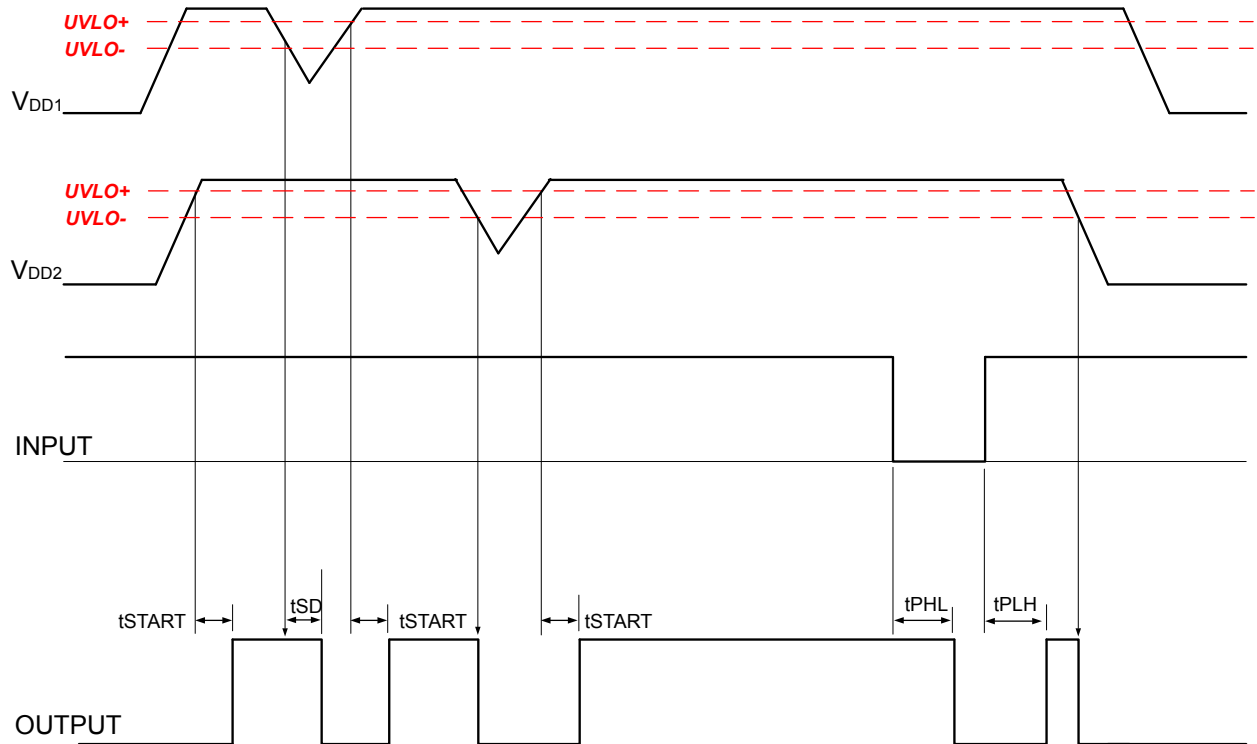 UVLO+
UVLO-
VDD1
UVLO+
UVLO-
VDD2
INPUT
tSTART
tSD
tSTART
tSTART
tPHL
tPLH
OUTPUT